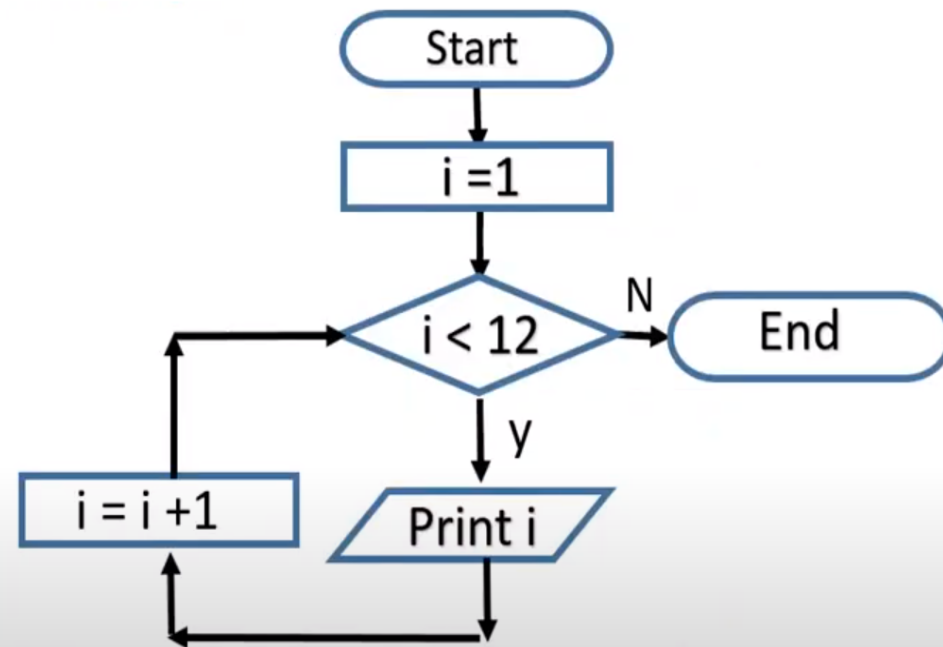 Start
i =1
i < 12
N
End
y
Print i
i = i +1